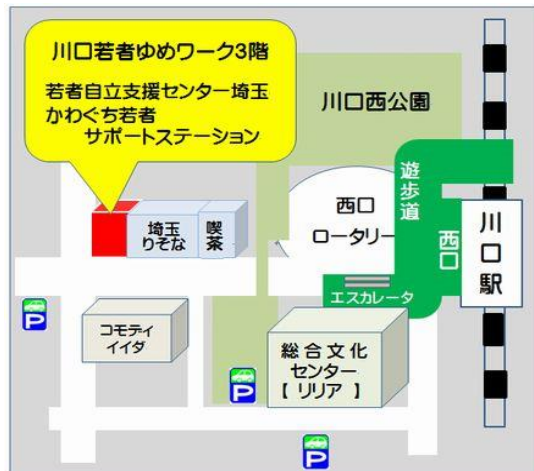 川口若者ゆめワーク3階
若者自立支援センター埼玉
かわぐち若者
サポートステーション
川口西公園
遊歩道
西口
ロータリー
西口
川口駅
埼玉
りそな
喫茶
エスカレータ
P
コモディ
イイダ
総合文化
センター
【リリア】
P
P